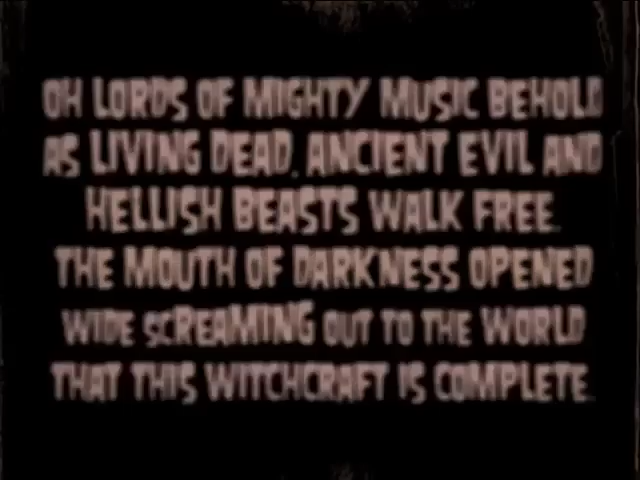 OH LORDS OF MIGHTY MUSIC BEHOLD
AS LIVING DEAD, ANCIENT EVIL AND
HELLISH BEASTS WALK FREE.
THE MOUTH OF DARKNESS OPENED
WIDE SCREAMING OUT TO THE WORLD
THAT THIS WITCHCRAFT IS COMPLETE.